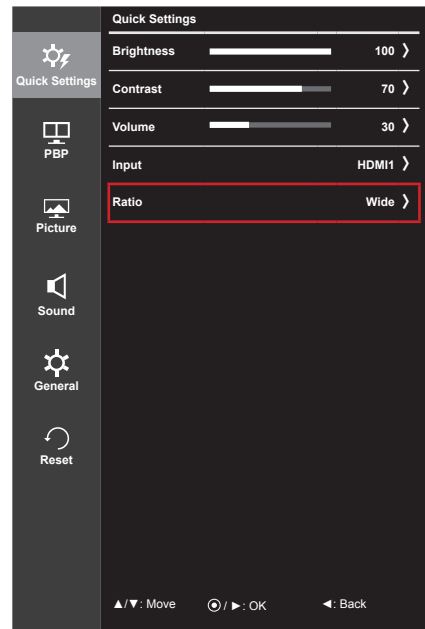 Quick Settings
Quick Settings
PBP
Picture
Sound
General
Reset
Brightness 100 ❯
Contrast 70 ❯
Volume 30 ❯
Input HDMI1 ❯
Ratio Wide ❯
▲/▼: Move ⦿ / ►: OK ◄: Back